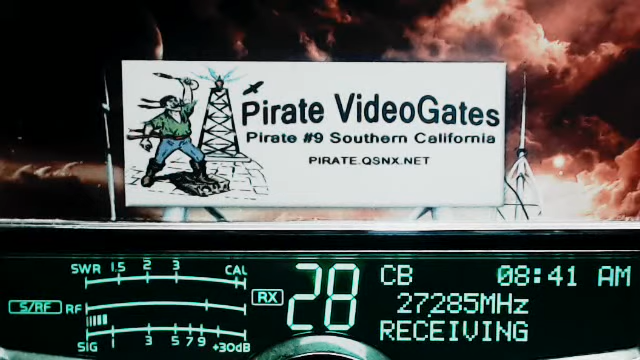 Pirate VideoGates
Pirate #9 Southern California
PIRATE.QSNX.NET
SWR 1.5 2 3 CAL
S/RF RF
SIG 1 3 5 7 9 +30dB
RX 28
CB 08:41 AM
27285MHz
RECEIVING